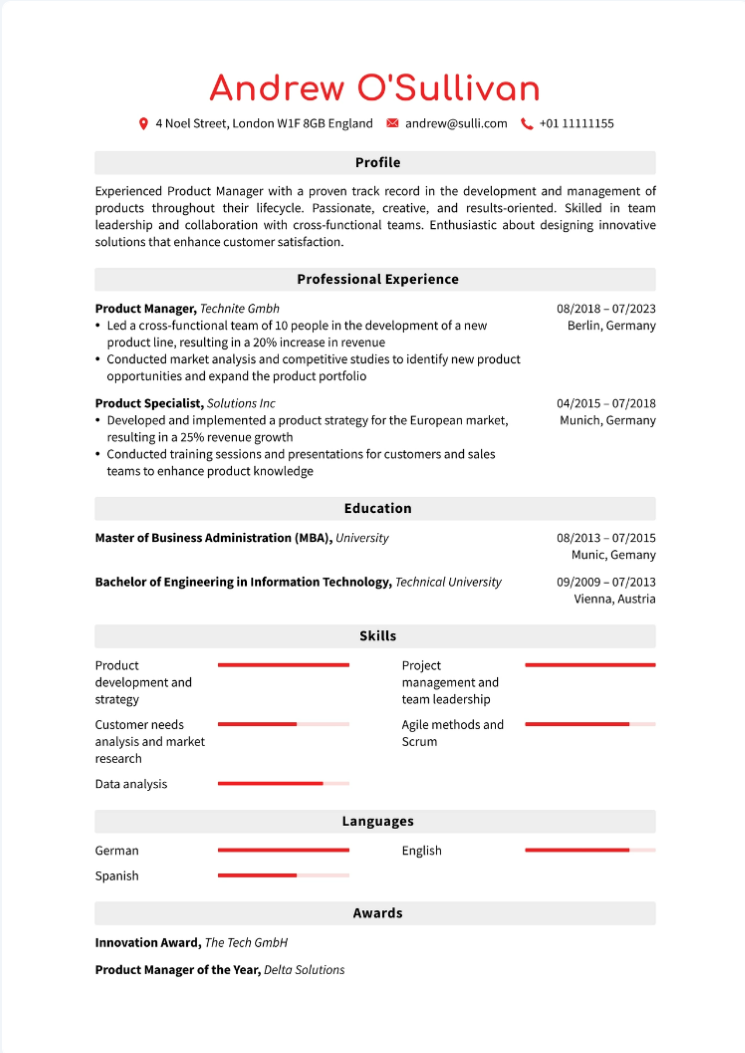 Andrew O'Sullivan
4 Noel Street, London W1F 8GB England andrew@sulli.com +01 11111155
Profile
Experienced Product Manager with a proven track record in the development and management of
products throughout their lifecycle. Passionate, creative, and results-oriented. Skilled in team
leadership and collaboration with cross-functional teams. Enthusiastic about designing innovative
solutions that enhance customer satisfaction.
Professional Experience
Product Manager, Technite Gmbh 08/2018 – 07/2023
• Led a cross-functional team of 10 people in the development of a new Berlin, Germany
product line, resulting in a 20% increase in revenue
• Conducted market analysis and competitive studies to identify new product
opportunities and expand the product portfolio
Product Specialist, Solutions Inc 04/2015 – 07/2018
• Developed and implemented a product strategy for the European market, Munich, Germany
resulting in a 25% revenue growth
• Conducted training sessions and presentations for customers and sales
teams to enhance product knowledge
Education
Master of Business Administration (MBA), University 08/2013 – 07/2015
Munic, Gemany
Bachelor of Engineering in Information Technology, Technical University 09/2009 – 07/2013
Vienna, Austria
Skills
Product
development and
strategy
Project
management and
team leadership
Customer needs
analysis and market
research
Agile methods and
Scrum
Data analysis
Languages
German English
Spanish
Awards
Innovation Award, The Tech GmbH
Product Manager of the Year, Delta Solutions